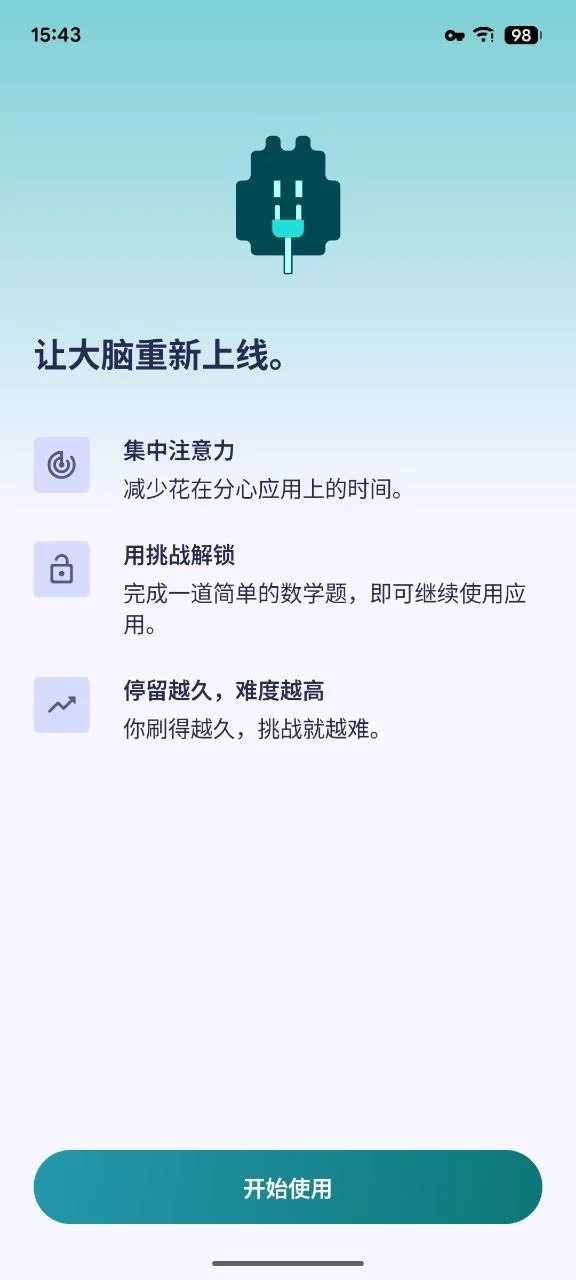 15:43
98
让大脑重新上线。
集中注意力
减少花在分心应用上的时间。
用挑战解锁
完成一道简单的数学题，即可继续使用应
用。
停留越久，难度越高
你刷得越久，挑战就越难。
开始使用